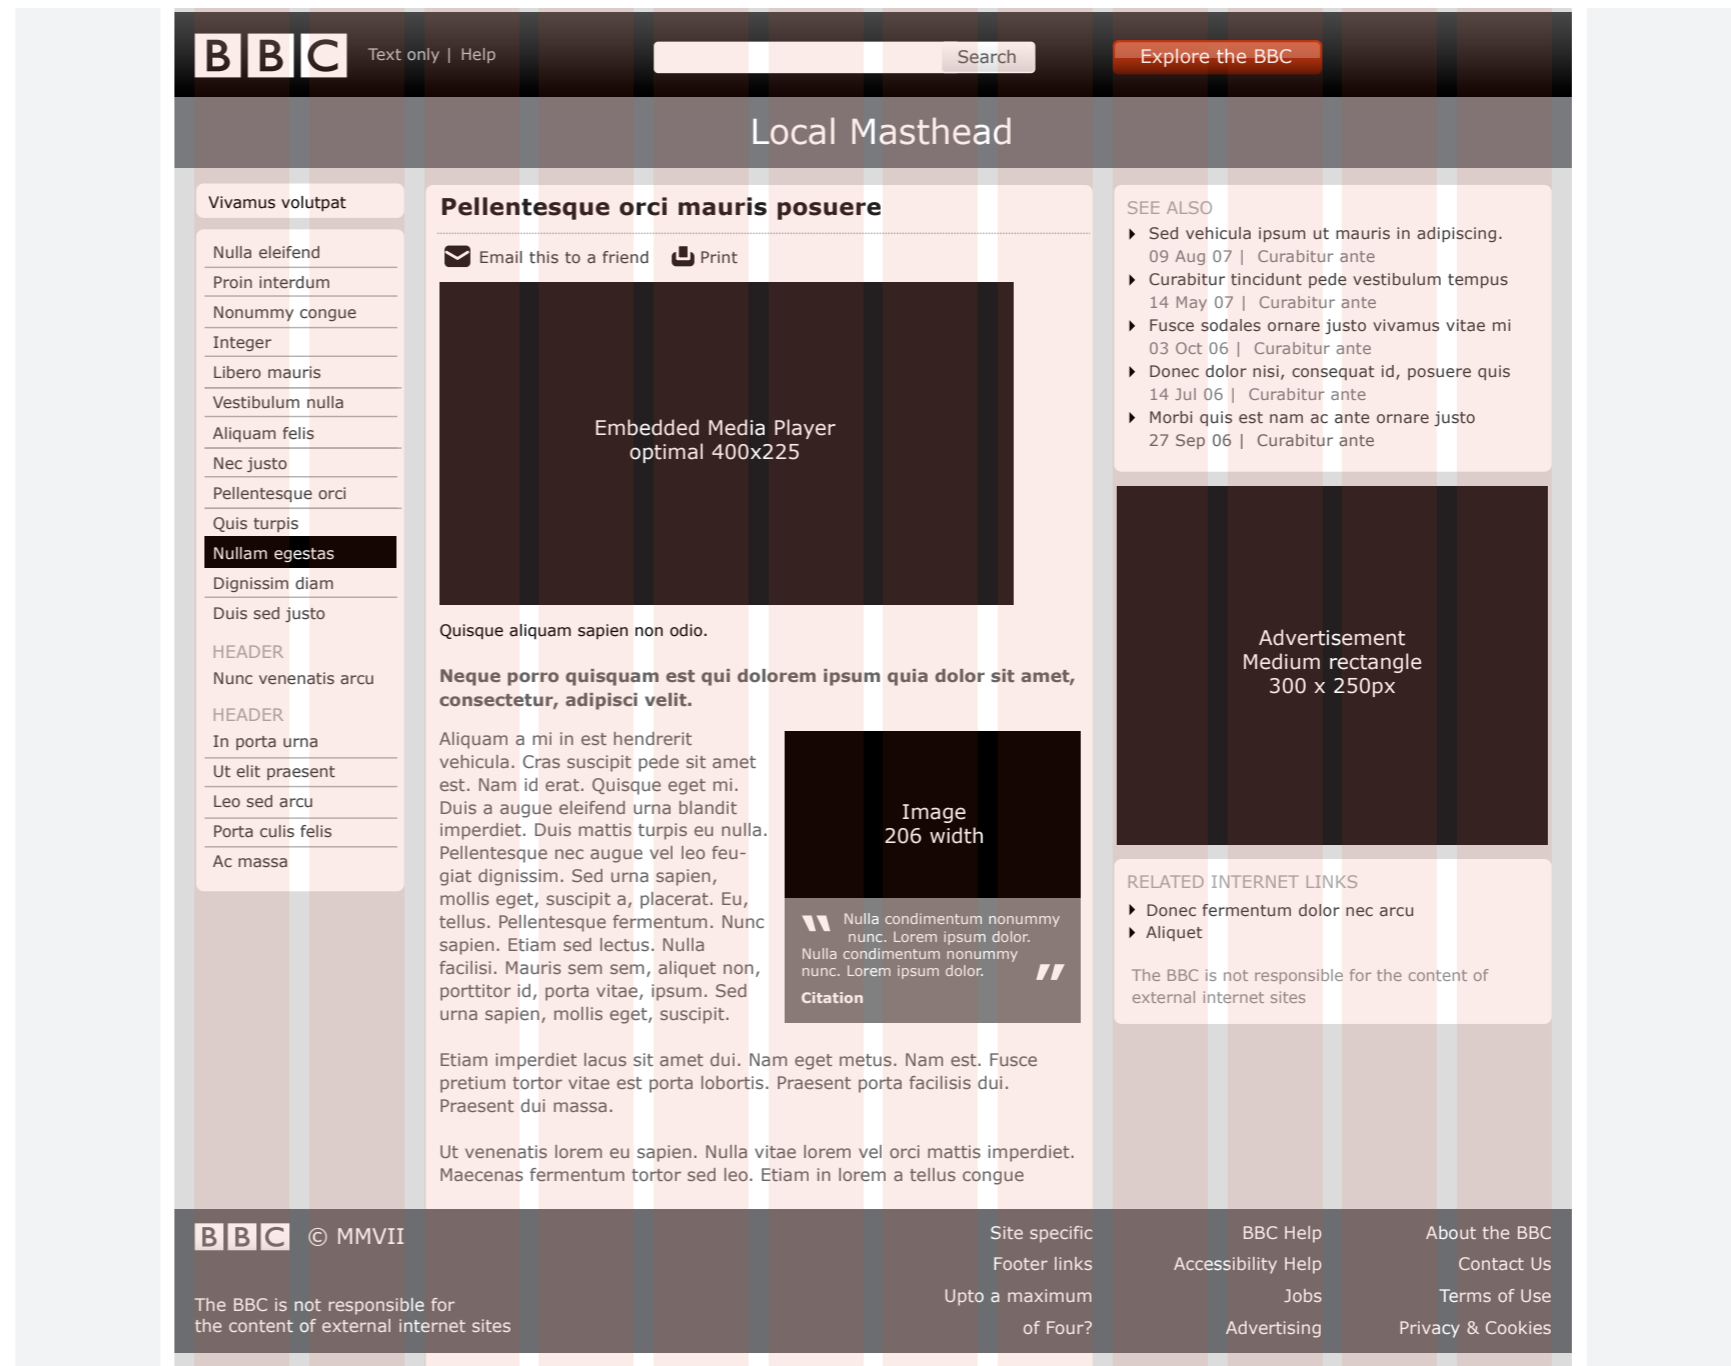 BBC Text only | Help Search Explore the BBC
Local Masthead
Vivamus volutpat
Nulla eleifend
Proin interdum
Nonummy congue
Integer
Libero mauris
Vestibulum nulla
Aliquam felis
Nec justo
Pellentesque orci
Quis turpis
Nullam egestas
Dignissim diam
Duis sed justo
HEADER
Nunc venenatis arcu
HEADER
In porta urna
Ut elit praesent
Leo sed arcu
Porta culis felis
Ac massa
Pellentesque orci mauris posuere
Email this to a friend Print
Embedded Media Player
optimal 400x225
Quisque aliquam sapien non odio.
Neque porro quisquam est qui dolorem ipsum quia dolor sit amet,
consectetur, adipisci velit.
Aliquam a mi in est hendrerit
vehicula. Cras suscipit pede sit amet
est. Nam id erat. Quisque eget mi.
Duis a augue eleifend urna blandit
imperdiet. Duis mattis turpis eu nulla.
Pellentesque nec augue vel leo feu-
giat dignissim. Sed urna sapien,
mollis eget, suscipit a, placerat. Eu,
tellus. Pellentesque fermentum. Nunc
sapien. Etiam sed lectus. Nulla
facilisi. Mauris sem sem, aliquet non,
porttitor id, porta vitae, ipsum. Sed
urna sapien, mollis eget, suscipit.
Image
206 width
" Nulla condimentum nonummy
nunc. Lorem ipsum dolor.
Nulla condimentum nonummy
nunc. Lorem ipsum dolor. "
Citation
Etiam imperdiet lacus sit amet dui. Nam eget metus. Nam est. Fusce
pretium tortor vitae est porta lobortis. Praesent porta facilisis dui.
Praesent dui massa.
Ut venenatis lorem eu sapien. Nulla vitae lorem vel orci mattis imperdiet.
Maecenas fermentum tortor sed leo. Etiam in lorem a tellus congue
SEE ALSO
Sed vehicula ipsum ut mauris in adipiscing.
09 Aug 07 | Curabitur ante
Curabitur tincidunt pede vestibulum tempus
14 May 07 | Curabitur ante
Fusce sodales ornare justo vivamus vitae mi
03 Oct 06 | Curabitur ante
Donec dolor nisi, consequat id, posuere quis
14 Jul 06 | Curabitur ante
Morbi quis est nam ac ante ornare justo
27 Sep 06 | Curabitur ante
Advertisement
Medium rectangle
300 x 250px
RELATED INTERNET LINKS
Donec fermentum dolor nec arcu
Aliquet
The BBC is not responsible for the content of
external internet sites
BBC © MMVII
The BBC is not responsible for
the content of external internet sites
Site specific
Footer links
Upto a maximum
of Four?
BBC Help
Accessibility Help
Jobs
Advertising
About the BBC
Contact Us
Terms of Use
Privacy & Cookies